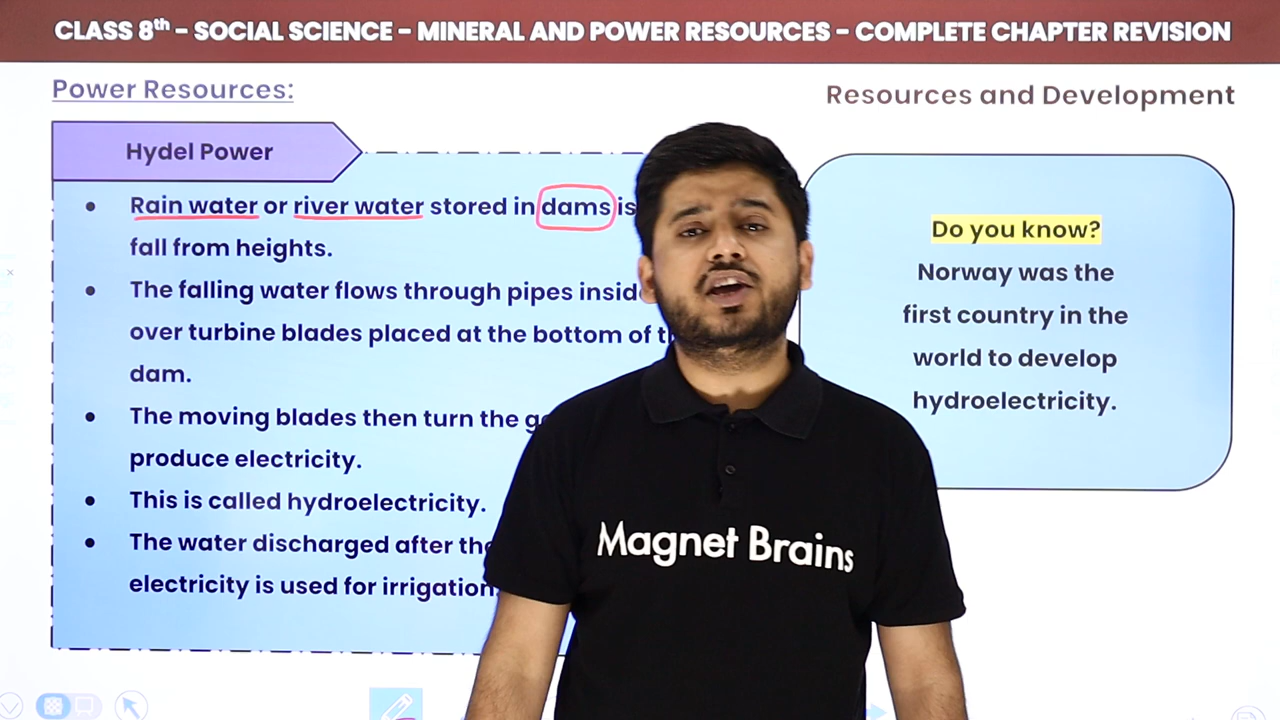 CLASS 8th – SOCIAL SCIENCE – MINERAL AND POWER RESOURCES – COMPLETE CHAPTER REVISION
Power Resources:
Resources and Development
Hydel Power
• Rain water or river water stored in dams is
fall from heights.
• The falling water flows through pipes
over turbine blades placed at the bottom of
dam.
• The moving blades then turn the
produce electricity.
• This is called hydroelectricity.
• The water discharged after
electricity is used for irrigation.
Do you know?
Norway was the
first country in the
world to develop
hydroelectricity.
Magnet Brains